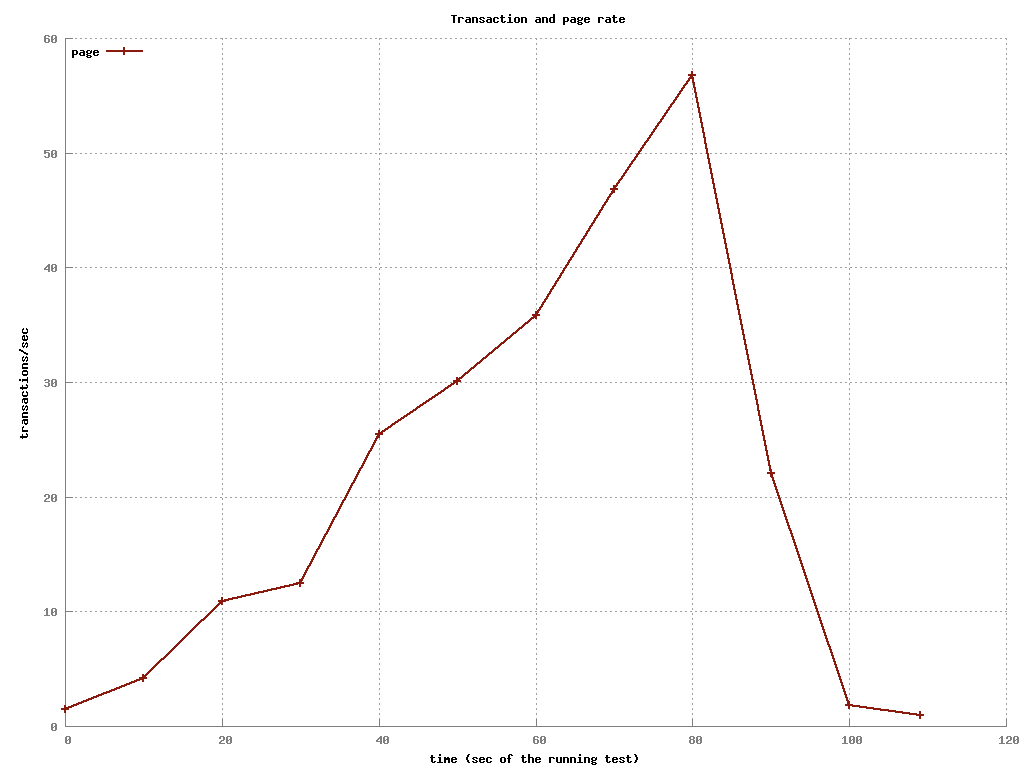 Transaction and page rate
page
60
50
40
30
20
10
0
transactions/sec
0 20 40 60 80 100 120
time (sec of the running test)